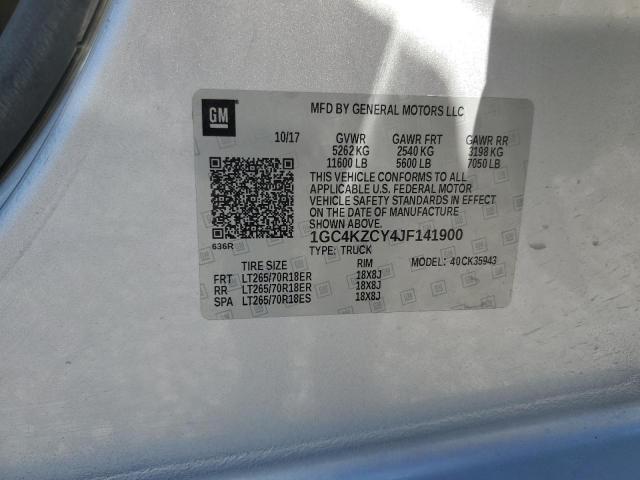 GM
MFD BY GENERAL MOTORS LLC
10/17 GVWR GAWR FRT GAWR RR
5262 KG 2540 KG 3198 KG
11600 LB 5600 LB 7050 LB
THIS VEHICLE CONFORMS TO ALL
APPLICABLE U.S. FEDERAL MOTOR
VEHICLE SAFETY STANDARDS IN EFFECT
ON THE DATE OF MANUFACTURE
SHOWN ABOVE.
636R
1GC4KZCY4JF141900
TYPE: TRUCK
TIRE SIZE RIM MODEL: 40CK35943
FRT LT265/70R18ER 18X8J
RR LT265/70R18ER 18X8J
SPA LT265/70R18ES 18X8J